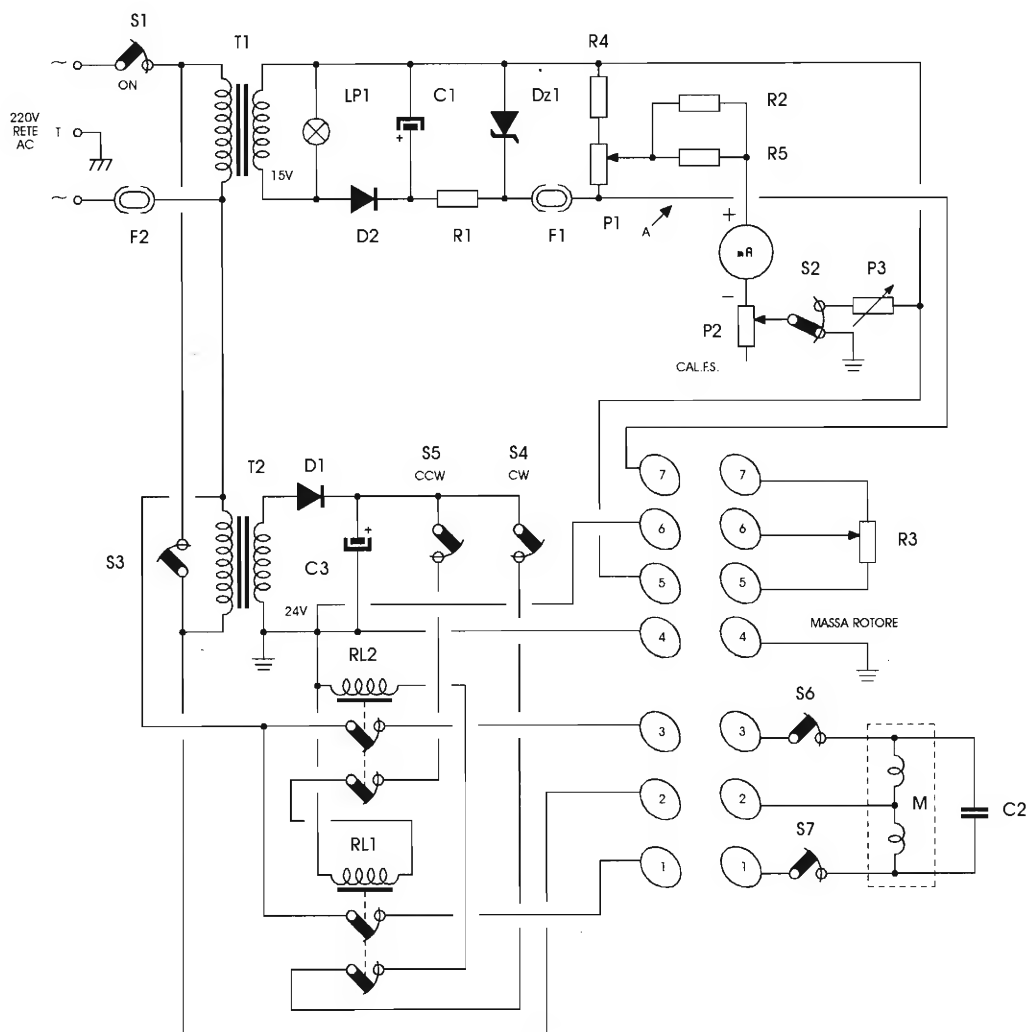 S1
T1
R4
~
ON
LP1
C1
Dz1
R2
220V
RETE
AC
T
+
R5
15V
~
F2
D2
R1
F1
P1
A
+
mA
S2
P3
−
P2
CAL.F.S.
T2
D1
S5
CCW
S4
CW
7
7
+
6
6
R3
S3
C3
5
5
24V
MASSA ROTORE
4
4
RL2
S6
3
3
2
2
M
C2
RL1
S7
1
1